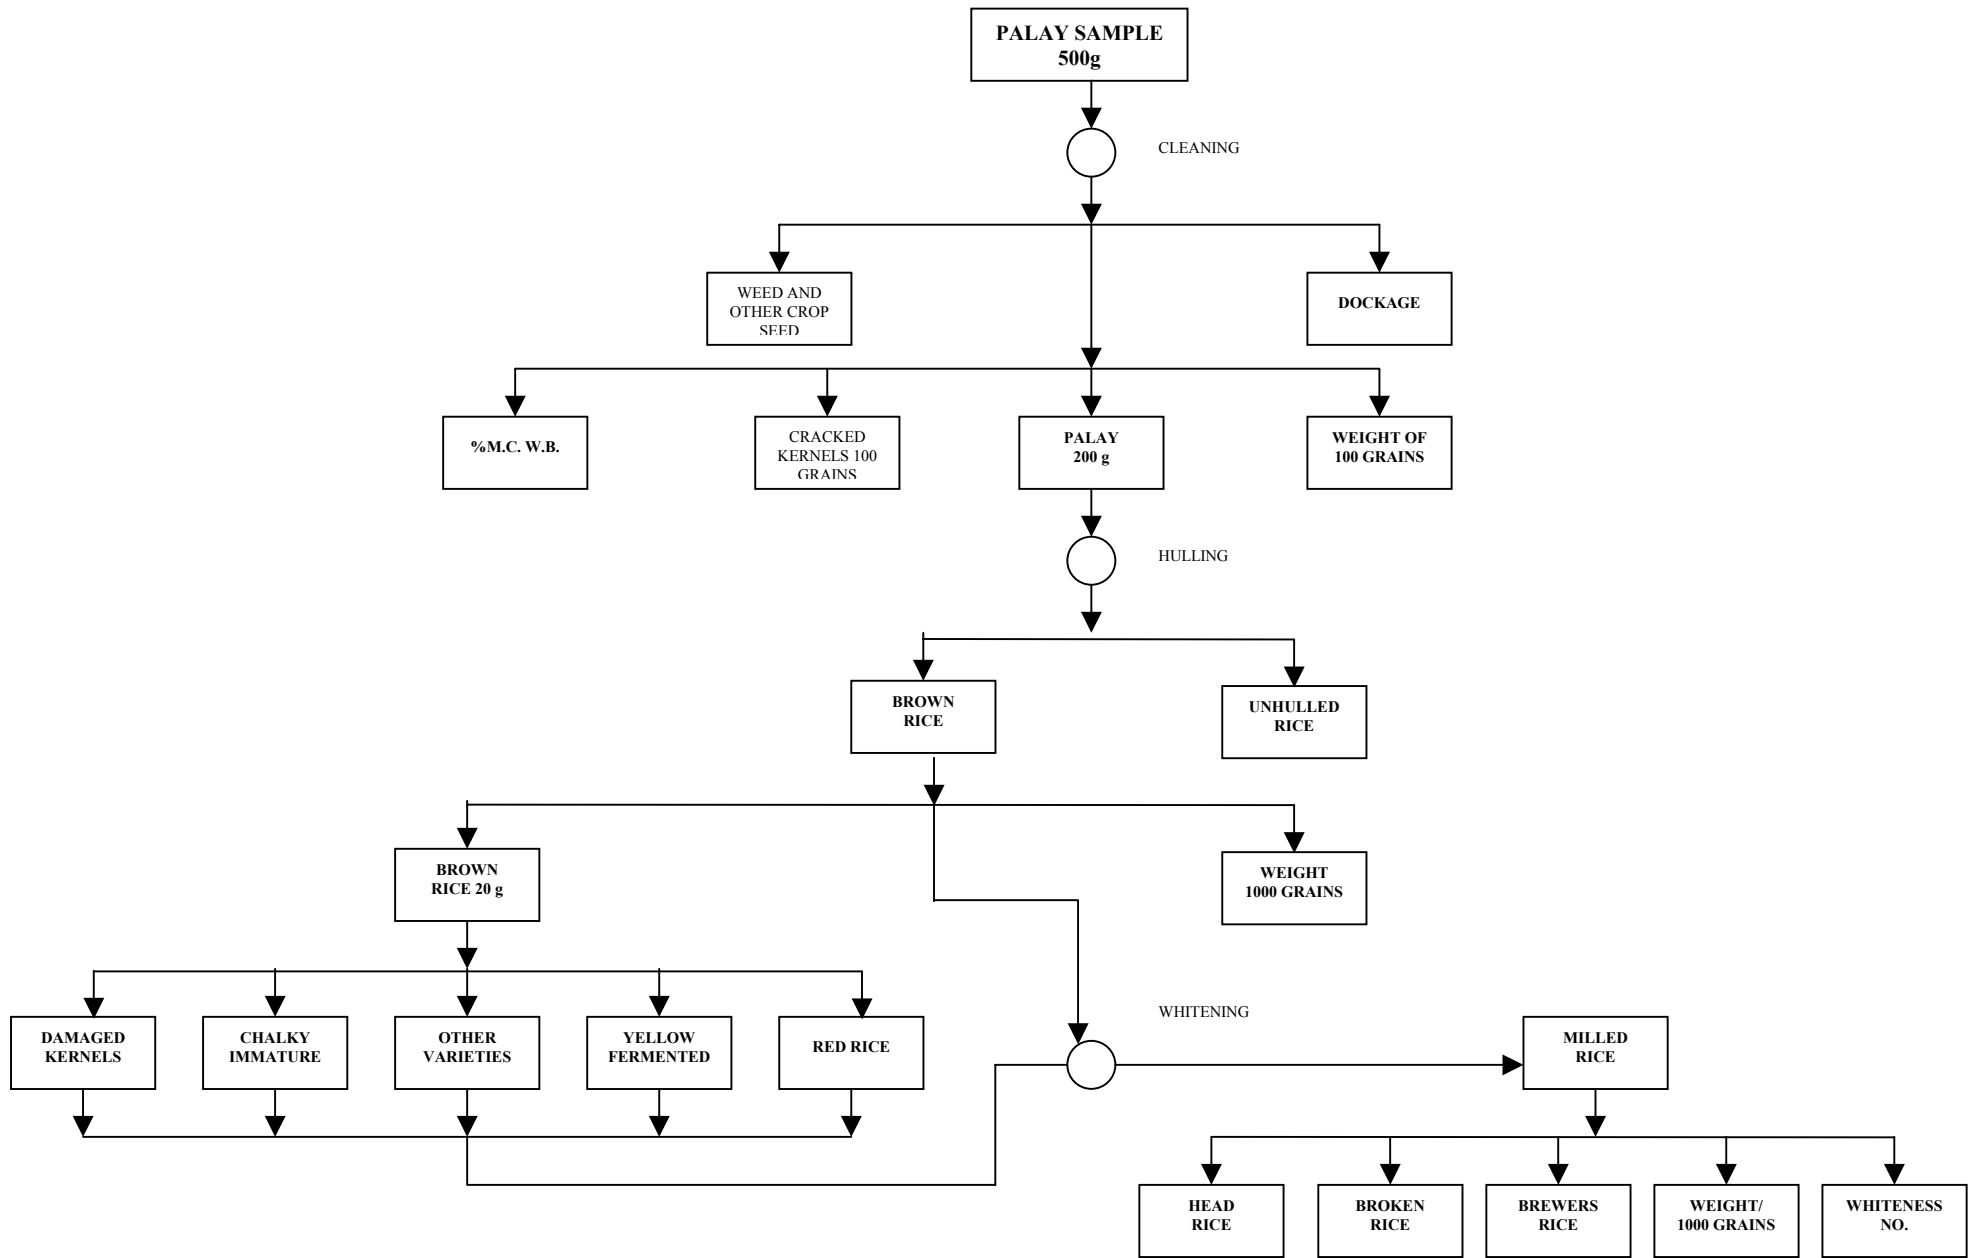 PALAY SAMPLE
500g
CLEANING
WEED AND
OTHER CROP
SEED
DOCKAGE
%M.C. W.B.
CRACKED
KERNELS 100
GRAINS
PALAY
200 g
WEIGHT OF
100 GRAINS
HULLING
BROWN
RICE
UNHULLED
RICE
BROWN
RICE 20 g
WEIGHT
1000 GRAINS
WHITENING
DAMAGED
KERNELS
CHALKY
IMMATURE
OTHER
VARIETIES
YELLOW
FERMENTED
RED RICE
MILLED
RICE
HEAD
RICE
BROKEN
RICE
BREWERS
RICE
WEIGHT/
1000 GRAINS
WHITENESS
NO.